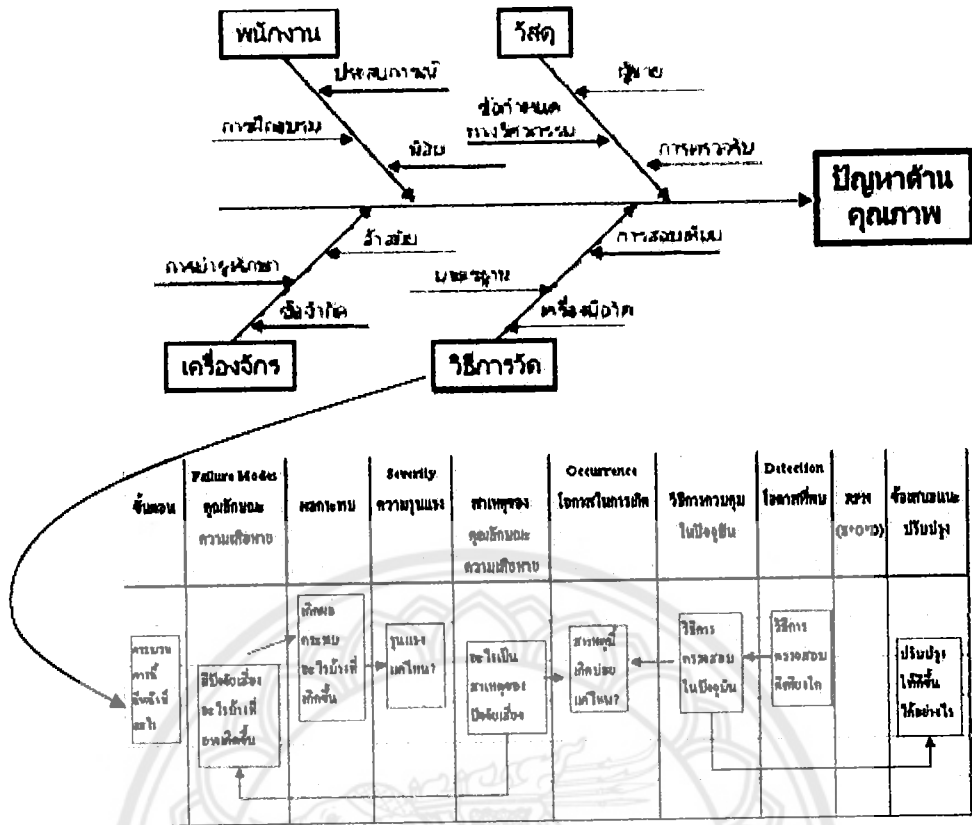 พนักงาน
วัสดุ
ประสบการณ์
ผู้ขาย
การฝึกอบรม
ข้อกำหนด
ทางวิศวกรรม
นิสัย
การตรวจรับ
ปัญหาด้าน
คุณภาพ
ล้าสมัย
การสอบเทียบ
การบำรุงรักษา
มาตรฐาน
ข้อจำกัด
เครื่องมือวัด
เครื่องจักร
วิธีการวัด
ขั้นตอน
Failure Modes
คุณลักษณะ
ความเสียหาย
ผลกระทบ
Severity
ความรุนแรง
สาเหตุของ
คุณลักษณะ
ความเสียหาย
Occurrence
โอกาสในการเกิด
วิธีการควบคุม
ในปัจจุบัน
Detection
โอกาสที่พบ
RPN
(S*O*D)
ข้อเสนอแนะ
ปรับปรุง
กระบวน
การนี้
มีหน้าที่
อะไร
มีปัจจัยเสี่ยง
อะไรบ้างที่
อาจเกิดขึ้น
เกิดผล
กระทบ
อะไรบ้างที่
เกิดขึ้น
รุนแรง
แค่ไหน?
อะไรเป็น
สาเหตุของ
ปัจจัยเสี่ยง
สาเหตุนี้
เกิดบ่อย
แค่ไหน?
วิธีการ
ตรวจสอบ
ในปัจจุบัน
วิธีการ
ตรวจสอบ
ดีเพียงใด
ปรับปรุง
ให้ดีขึ้น
ได้อย่างไร